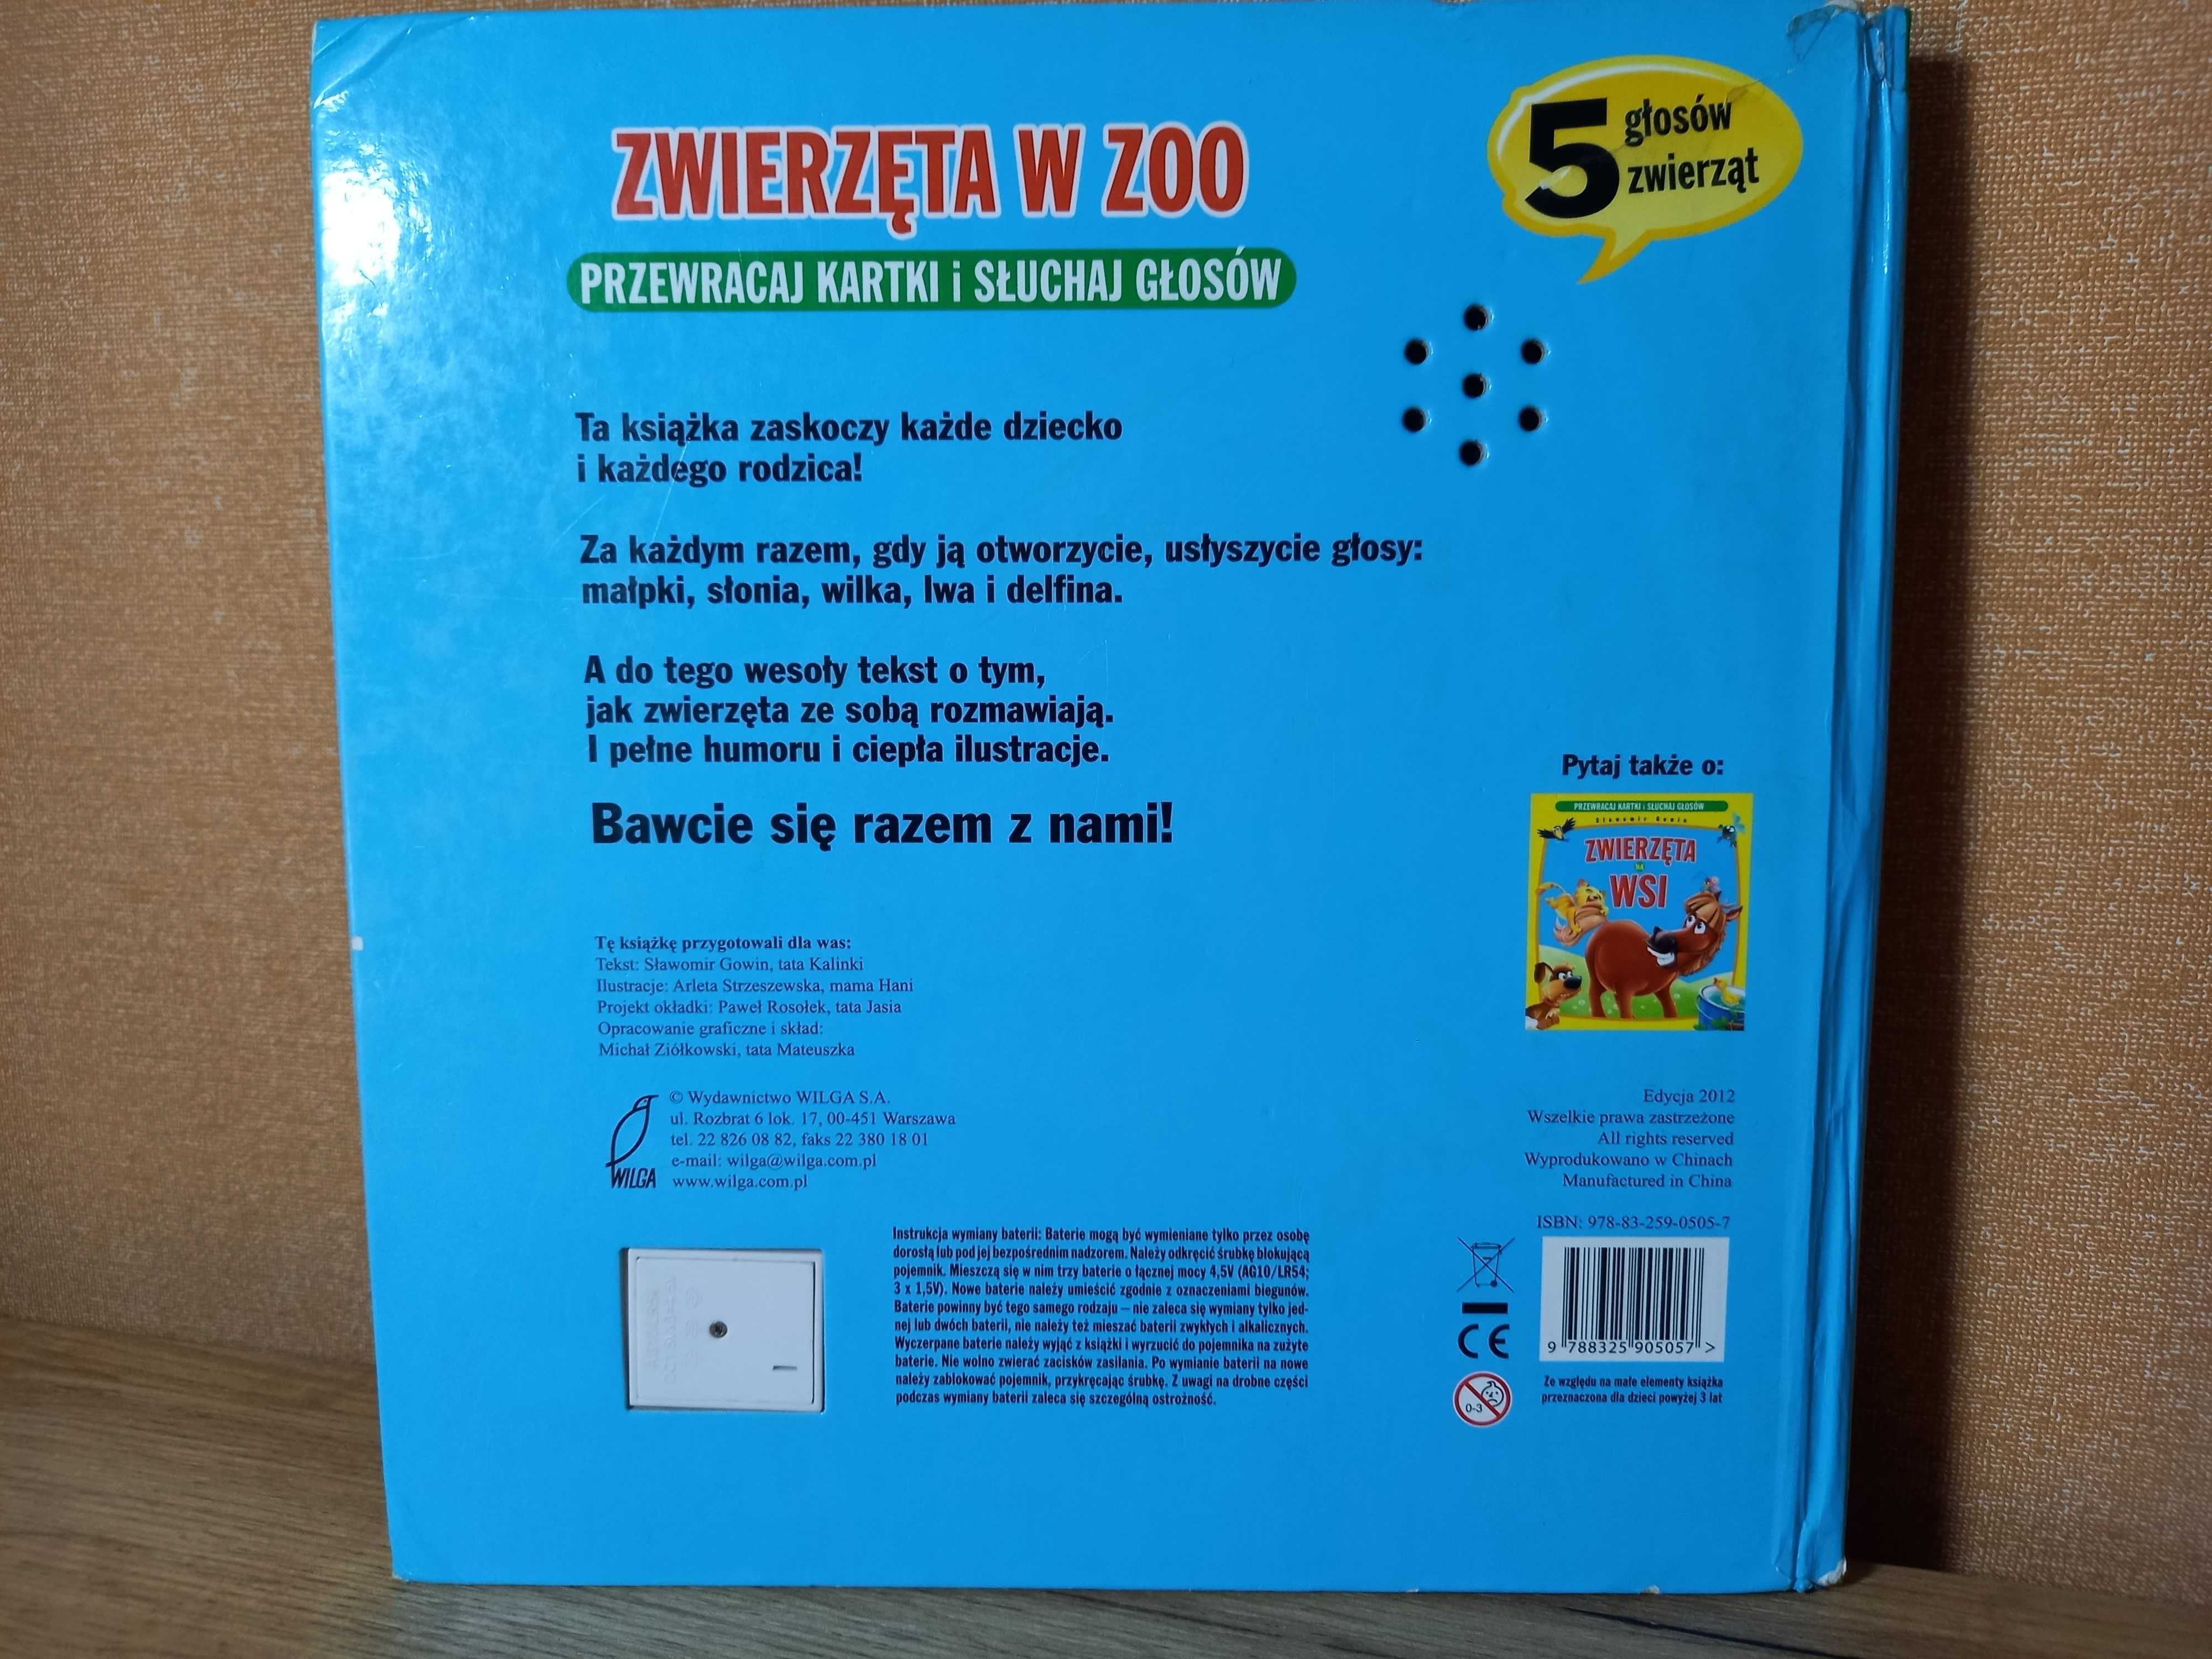 ZWIERZĘTA W ZOO
PRZEWRACAJ KARTKI i SŁUCHAJ GŁOSÓW
5 głosów
zwierząt
Ta książka zaskoczy każde dziecko
i każdego rodzica!
Za każdym razem, gdy ją otworzycie, usłyszycie głosy:
małpki, słonia, wilka, lwa i delfina.
A do tego wesoły tekst o tym,
jak zwierzęta ze sobą rozmawiają.
I pełne humoru i ciepła ilustracje.
Bawcie się razem z nami!
Pytaj także o:
PRZEWRACAJ KARTKI i SŁUCHAJ GŁOSÓW
Sławomir Gowin
ZWIERZĘTA
NA
WSI
Tę książkę przygotowali dla was:
Tekst: Sławomir Gowin, tata Kalinki
Ilustracje: Arleta Strzeszewska, mama Hani
Projekt okładki: Paweł Rosołek, tata Jasia
Opracowanie graficzne i skład:
Michał Ziółkowski, tata Mateuszka
WILGA
© Wydawnictwo WILGA S.A.
ul. Rozbrat 6 lok. 17, 00-451 Warszawa
tel. 22 826 08 82, faks 22 380 18 01
e-mail: wilga@wilga.com.pl
www.wilga.com.pl
Edycja 2012
Wszelkie prawa zastrzeżone
All rights reserved
Wyprodukowano w Chinach
Manufactured in China
ISBN: 978-83-259-0505-7
Instrukcja wymiany baterii: Baterie mogą być wymieniane tylko przez osobę
dorosłą lub pod jej bezpośrednim nadzorem. Należy odkręcić śrubkę blokującą
pojemnik. Mieszczą się w nim trzy baterie o łącznej mocy 4,5V (AG10/LR54;
3 x 1,5V). Nowe baterie należy umieścić zgodnie z oznaczeniami biegunów.
Baterie powinny być tego samego rodzaju – nie zaleca się wymiany tylko jed-
nej lub dwóch baterii, nie należy też mieszać baterii zwykłych i alkalicznych.
Wyczerpane baterie należy wyjąć z książki i wyrzucić do pojemnika na zużyte
baterie. Nie wolno zwierać zacisków zasilania. Po wymianie baterii na nowe
należy zablokować pojemnik, przykręcając śrubkę. Z uwagi na drobne części
podczas wymiany baterii zaleca się szczególną ostrożność.
CE
0-3
9 788325 905057 >
Ze względu na małe elementy książka
przeznaczona dla dzieci powyżej 3 lat